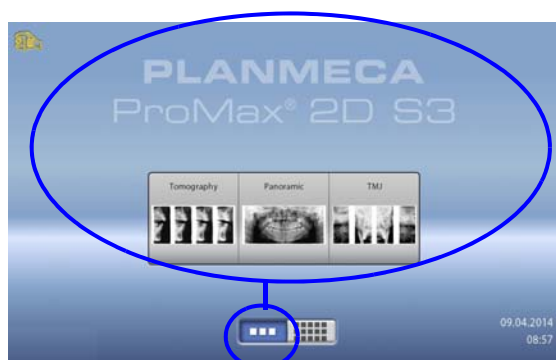 PLANMECA
ProMax® 2D S3
Tomography Panoramic TMJ
09.04.2014
08:57